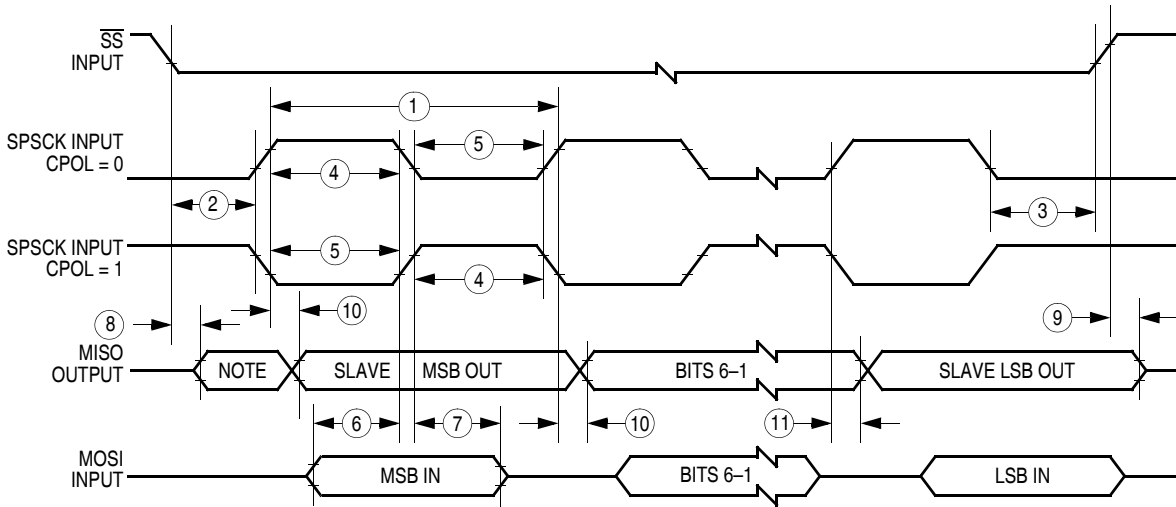 SS
INPUT
1
SPSCK INPUT
CPOL = 0
5
4
2
3
SPSCK INPUT
CPOL = 1
5
4
8
10
9
MISO
OUTPUT
NOTE
SLAVE
MSB OUT
BITS 6–1
SLAVE LSB OUT
6
7
10
11
MOSI
INPUT
MSB IN
BITS 6–1
LSB IN